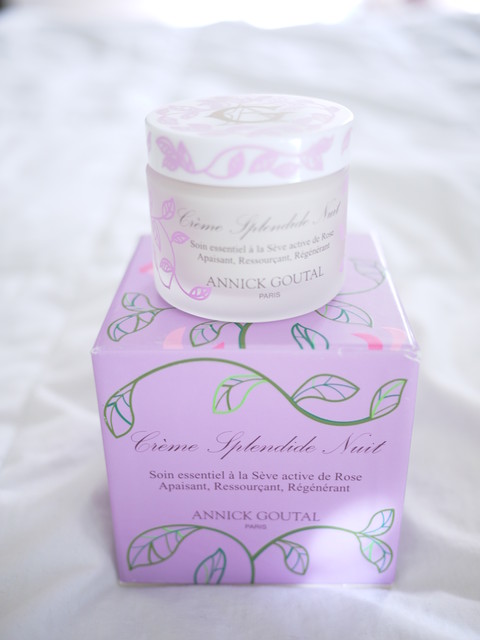 Crème Splendide Nuit
Soin essentiel à la Sève active de Rose
Apaisant, Ressourçant, Régénérant
ANNICK GOUTAL
PARIS
Crème Splendide Nuit
Soin essentiel à la Sève active de Rose
Apaisant, Ressourçant, Régénérant
ANNICK GOUTAL
PARIS